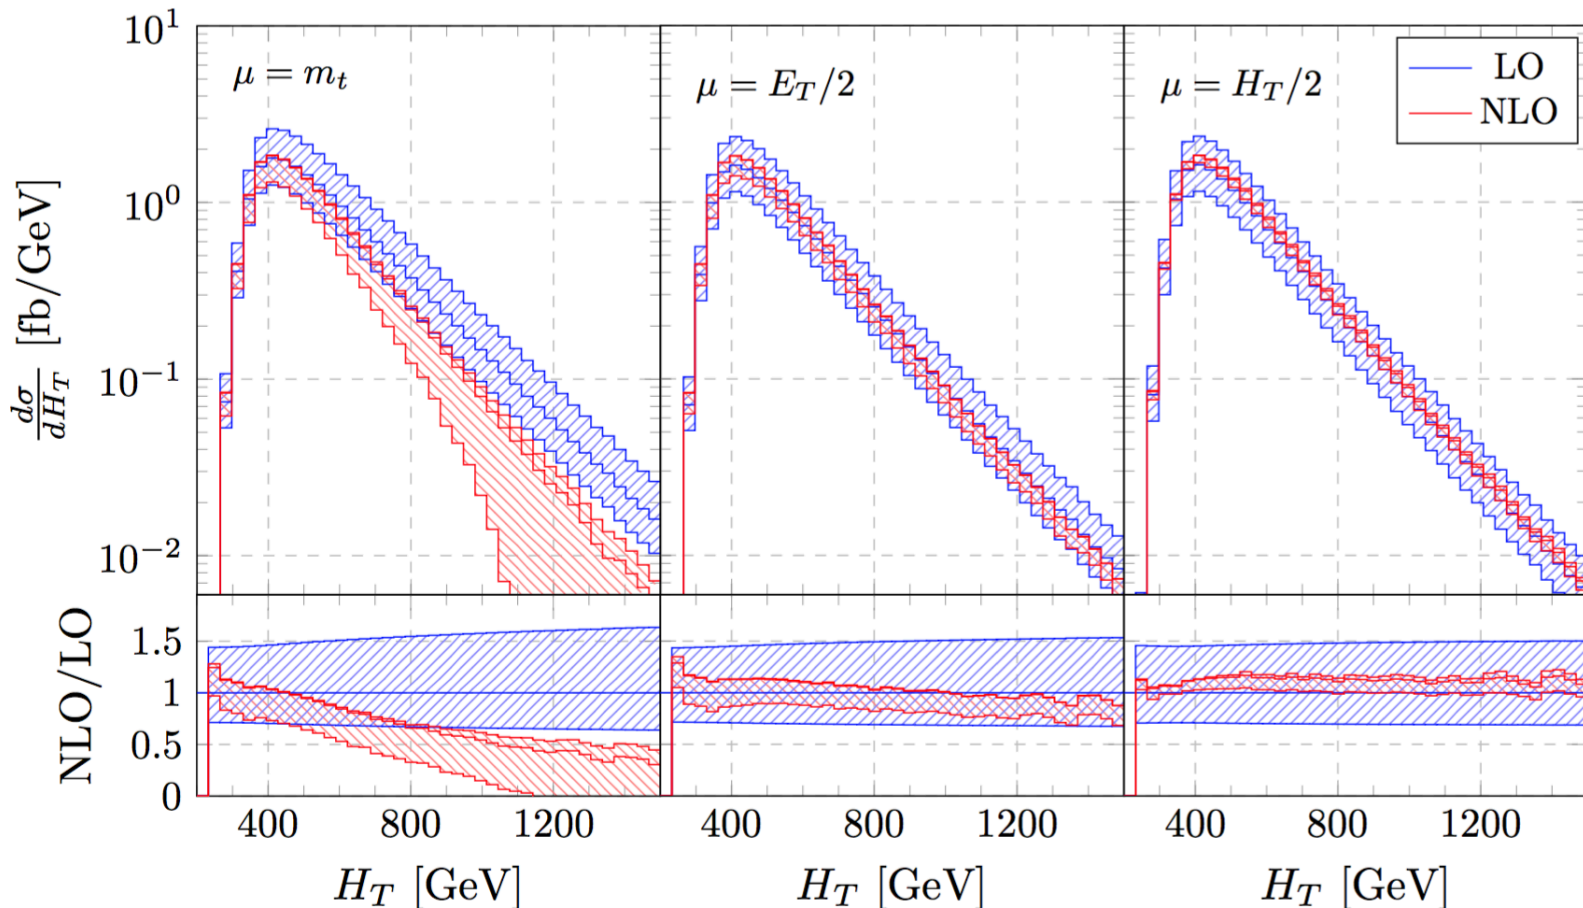 μ = m_t
μ = E_T/2
μ = H_T/2
LO
NLO
dσ/dH_T [fb/GeV]
10^1
10^0
10^−1
10^−2
NLO/LO
1.5
1
0.5
0
400 800 1200
400 800 1200
400 800 1200
H_T [GeV]
H_T [GeV]
H_T [GeV]